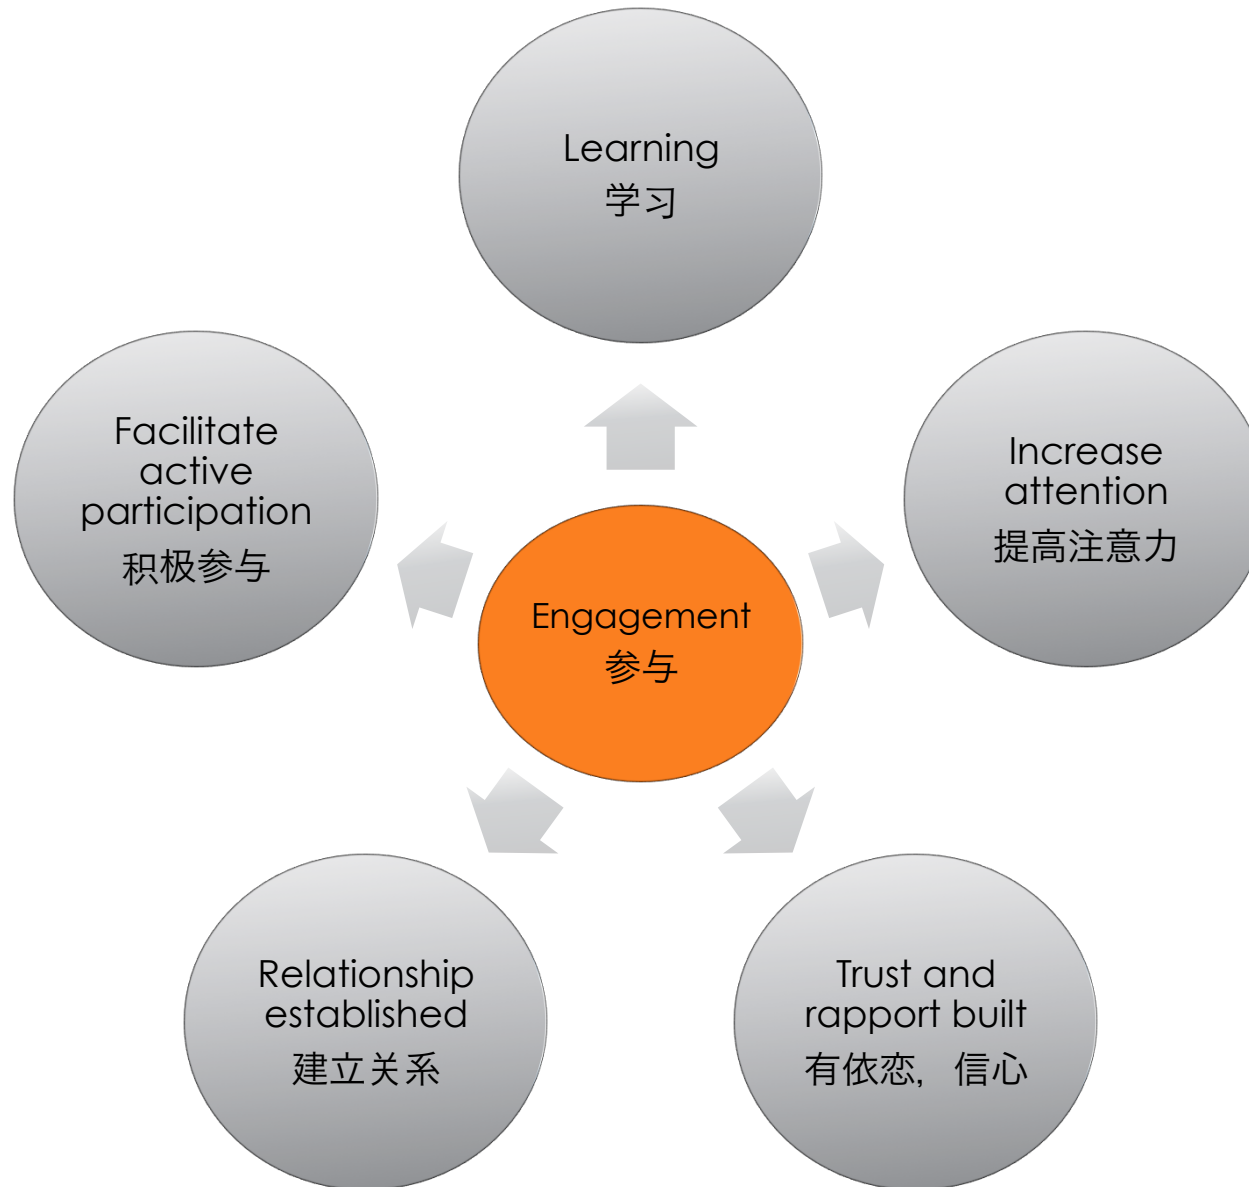 Learning
学习
Facilitate
active
participation
积极参与
Increase
attention
提高注意力
Engagement
参与
Relationship
established
建立关系
Trust and
rapport built
有依恋，信心